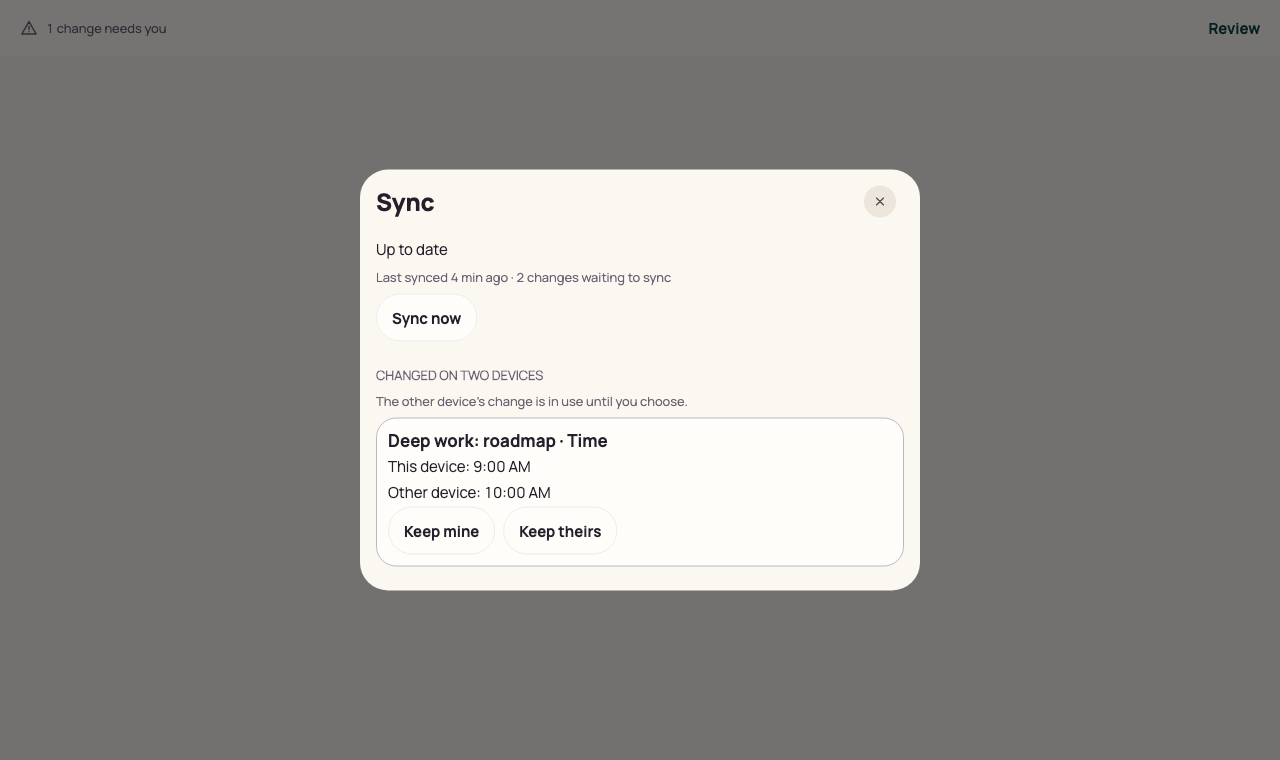 1 change needs you
Review
Sync
Up to date
Last synced 4 min ago · 2 changes waiting to sync
Sync now
CHANGED ON TWO DEVICES
The other device's change is in use until you choose.
Deep work: roadmap · Time
This device: 9:00 AM
Other device: 10:00 AM
Keep mine
Keep theirs